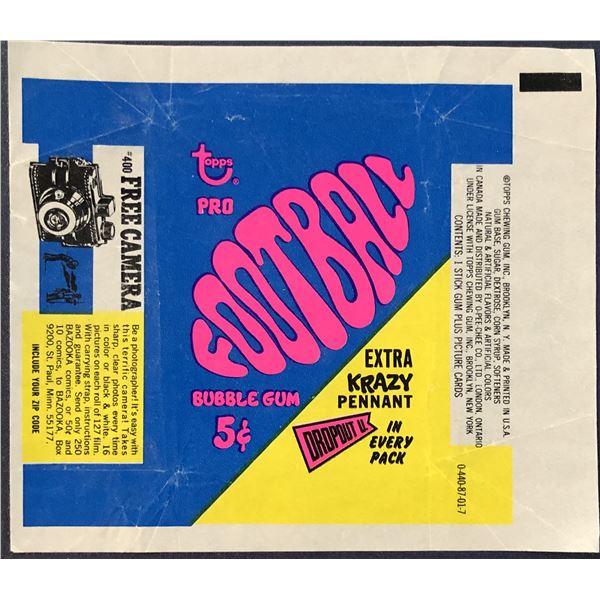 topps®
PRO
FOOTBALL
BUBBLE GUM
5¢
EXTRA
KRAZY
PENNANT
DROPOUT U.
IN
EVERY
PACK
#400
FREE CAMERA
Be a photographer! It's easy with
this terrific camera! Takes
sharp, clear photos every time
in color or black & white. 16
pictures on each roll of 127 film.
With carrying strap, instructions
and guarantee. Send only 250
BAZOOKA comics, or 50¢ and
10 comics, to BAZOOKA, Box
9200, St. Paul, Minn. 55177.
INCLUDE YOUR ZIP CODE
©TOPPS CHEWING GUM, INC., BROOKLYN, N. Y. MADE & PRINTED IN U.S.A.
GUM BASE, SUGAR, DEXTROSE, CORN SYRUP, SOFTENERS
NATURAL & ARTIFICIAL FLAVORS & ARTIFICIAL COLORS
IN CANADA MADE AND DISTRIBUTED BY O-PEE-CHEE CO., LTD., LONDON, ONTARIO
UNDER LICENSE WITH TOPPS CHEWING GUM, INC., BROOKLYN, NEW YORK
CONTENTS: 1 STICK GUM PLUS PICTURE CARDS
0-440-87-01-7